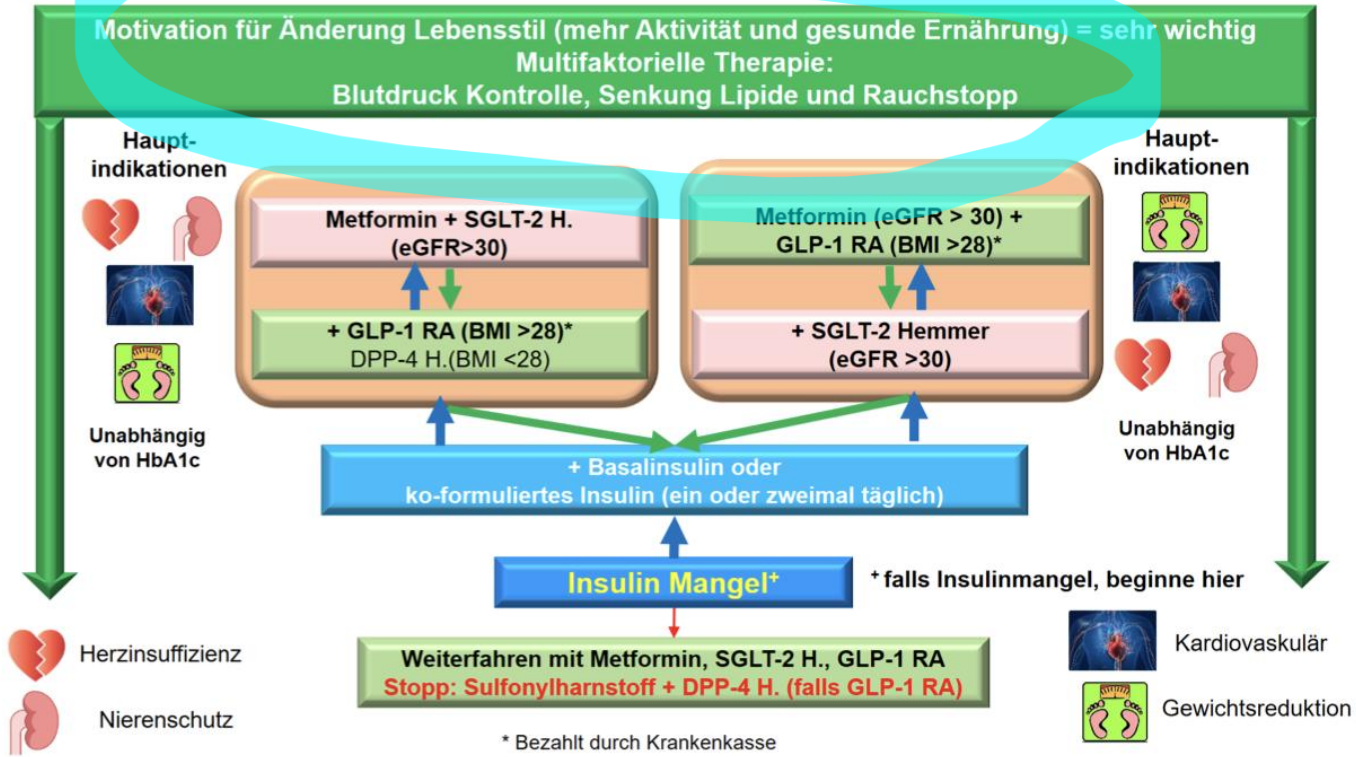 Motivation für Änderung Lebensstil (mehr Aktivität und gesunde Ernährung) = sehr wichtig
Multifaktorielle Therapie:
Blutdruck Kontrolle, Senkung Lipide und Rauchstopp
Haupt-
indikationen
Unabhängig
von HbA1c
Metformin + SGLT-2 H.
(eGFR>30)
+ GLP-1 RA (BMI >28)*
DPP-4 H.(BMI <28)
Metformin (eGFR > 30) +
GLP-1 RA (BMI >28)*
+ SGLT-2 Hemmer
(eGFR >30)
Haupt-
indikationen
Unabhängig
von HbA1c
+ Basalinsulin oder
ko-formuliertes Insulin (ein oder zweimal täglich)
Insulin Mangel+
+ falls Insulinmangel, beginne hier
Weiterfahren mit Metformin, SGLT-2 H., GLP-1 RA
Stopp: Sulfonylharnstoff + DPP-4 H. (falls GLP-1 RA)
Herzinsuffizienz
Nierenschutz
Kardiovaskulär
Gewichtsreduktion
* Bezahlt durch Krankenkasse